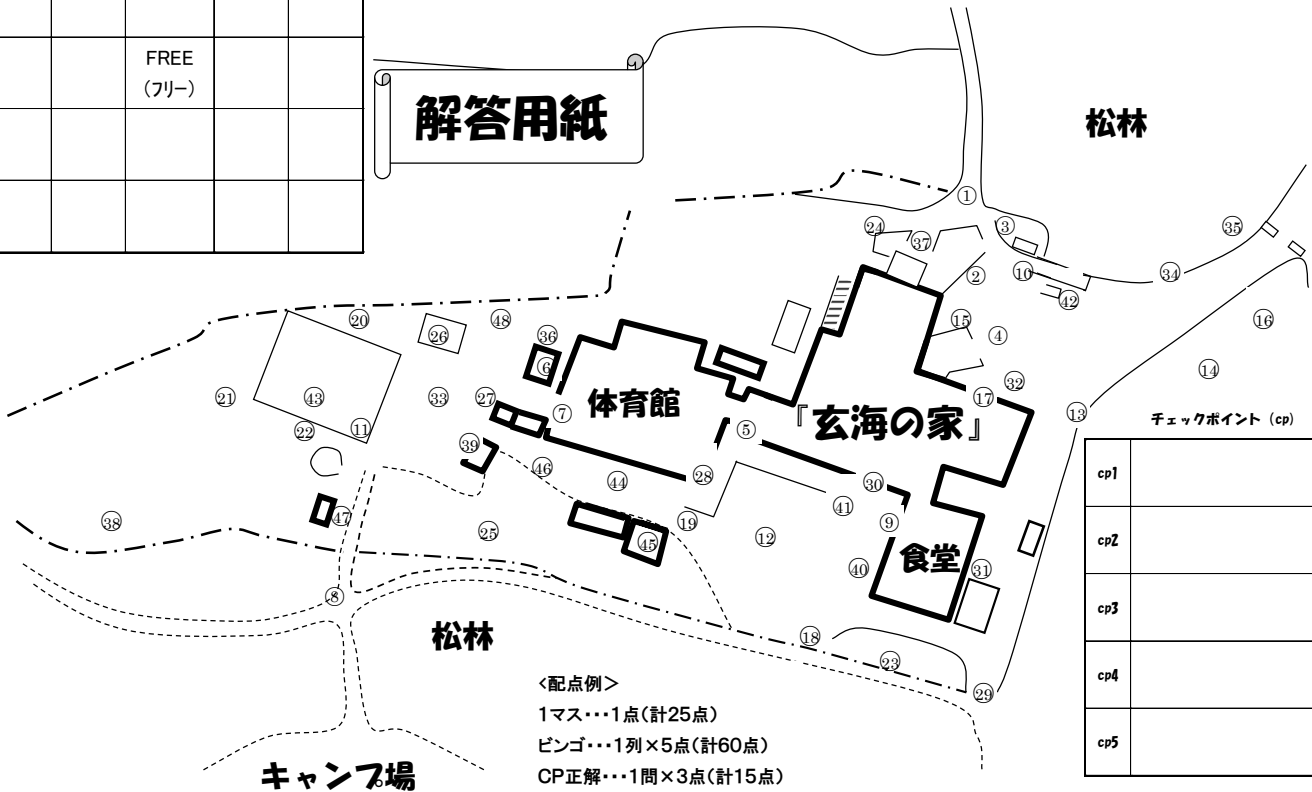 FREE
（フリー）
解答用紙
松林
①
③
㉟
㉔
㊲
⑩
㉞
②
㊷
⑳
㊽
⑮
⑯
㉖
㊱
④
⑥
⑭
㉜
㉑
㊸
㉝
㉗
体育館
『玄海の家』
⑰
⑦
⑬
チェックポイント（cp）
㉒
⑪
⑤
㊴
㊻
㊹
㉘
㉚
cp1
㊶
㊳
㊼
㉕
⑲
⑨
㊺
⑫
cp2
食堂
㊵
㉛
⑧
cp3
松林
⑱
㉓
cp4
㉙
<配点例>
1マス・・・1点(計25点)
ビンゴ・・・1列×5点(計60点)
cp5
キャンプ場
CP正解・・・1問×3点(計15点)